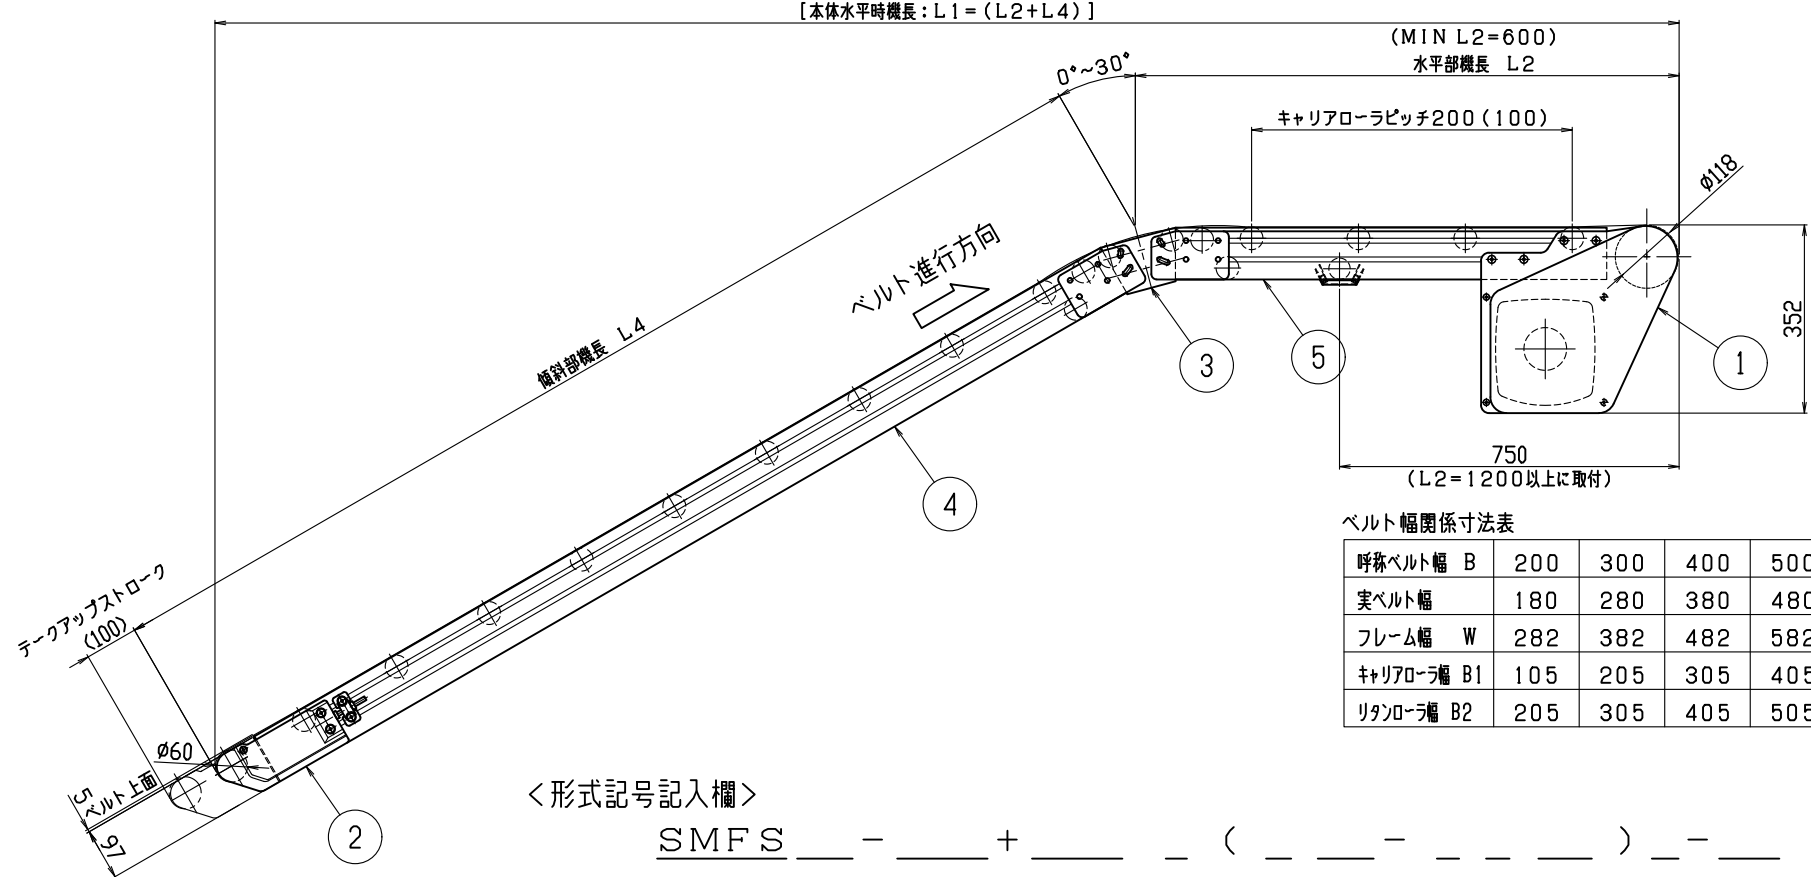 [本体水平時機長：L1=(L2+L4)]
(MIN L2=600)
水平部機長 L2
0°~30°
キャリアローラピッチ200(100)
φ118
ベルト進行方向
傾斜部機長 L4
352
3
5
1
750
(L2=1200以上に取付)
4
テークアップストローク
(100)
φ60
5
ベルト上面
97
2
ベルト幅関係寸法表
呼称ベルト幅 B 200 300 400 500
実ベルト幅 180 280 380 480
フレーム幅 W 282 382 482 582
キャリアローラ幅 B1 105 205 305 405
リタンローラ幅 B2 205 305 405 505
<形式記号記入欄>
SMFS ___ - ____ + ____ _ ( _ ___ - _ _ ___ ) _ - ___